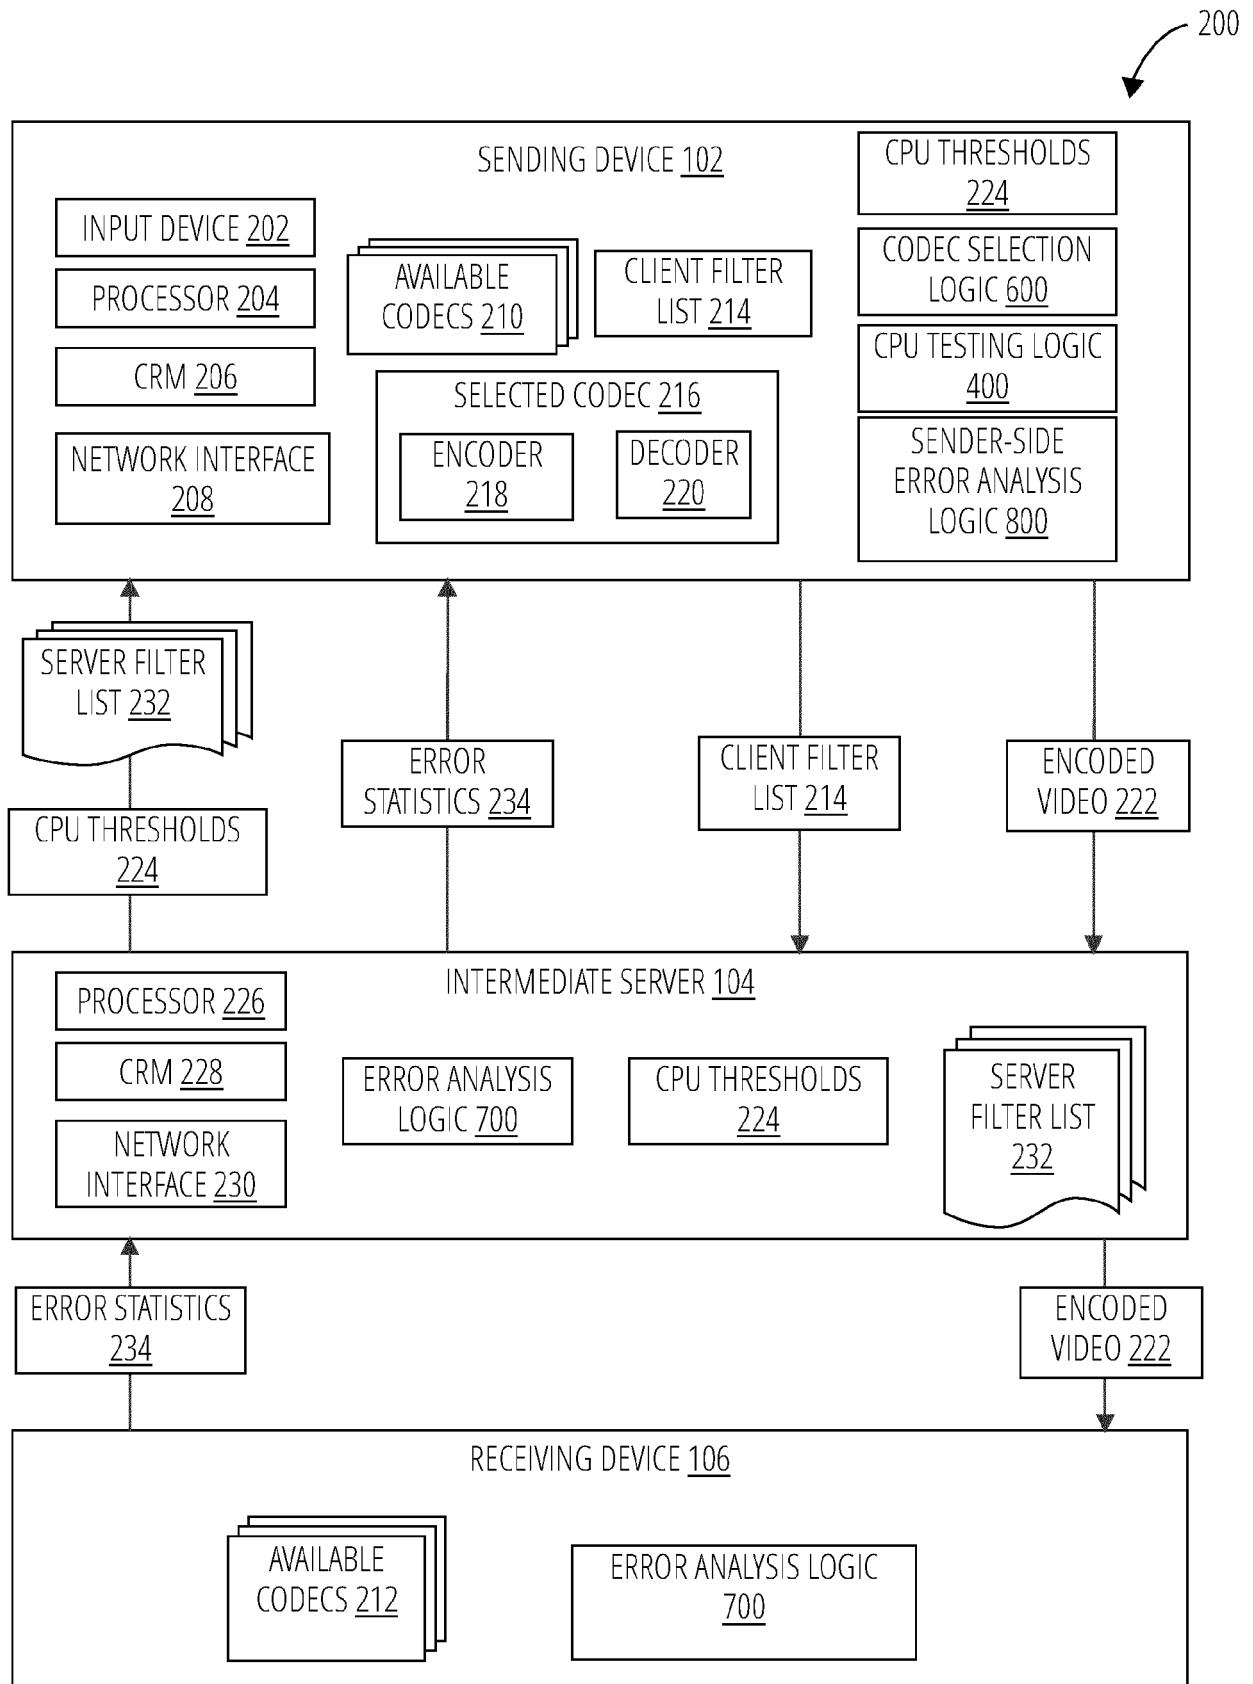 200
SENDING DEVICE 102
INPUT DEVICE 202
PROCESSOR 204
CRM 206
NETWORK INTERFACE
208
AVAILABLE
CODECS 210
CLIENT FILTER
LIST 214
SELECTED CODEC 216
ENCODER
218
DECODER
220
CPU THRESHOLDS
224
CODEC SELECTION
LOGIC 600
CPU TESTING LOGIC
400
SENDER-SIDE
ERROR ANALYSIS
LOGIC 800
SERVER FILTER
LIST 232
CPU THRESHOLDS
224
ERROR
STATISTICS 234
CLIENT FILTER
LIST 214
ENCODED
VIDEO 222
INTERMEDIATE SERVER 104
PROCESSOR 226
CRM 228
NETWORK
INTERFACE 230
ERROR ANALYSIS
LOGIC 700
CPU THRESHOLDS
224
SERVER
FILTER LIST
232
ERROR STATISTICS
234
ENCODED
VIDEO 222
RECEIVING DEVICE 106
AVAILABLE
CODECS 212
ERROR ANALYSIS LOGIC
700